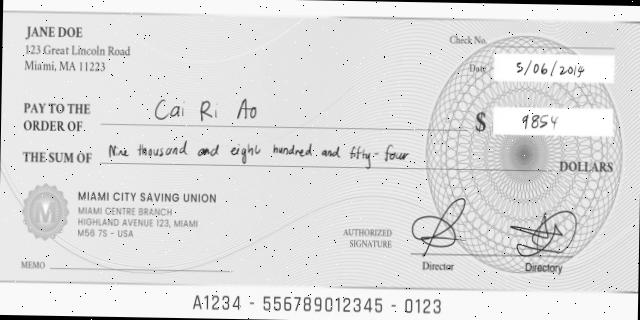 JANE DOE
123 Great Lincoln Road
Miami, MA 11223
Check No.
Date 5/06/2014
PAY TO THE ORDER OF Cai Ri Ao
$ 9854
THE SUM OF Nine thousand and eight hundred and fifty-four DOLLARS
MIAMI CITY SAVING UNION
MIAMI CENTRE BRANCH
HIGHLAND AVENUE 123, MIAMI
M56 7S - USA
M
AUTHORIZED SIGNATURE
MEMO
Director
Directory
A1234 - 556789012345 - 0123